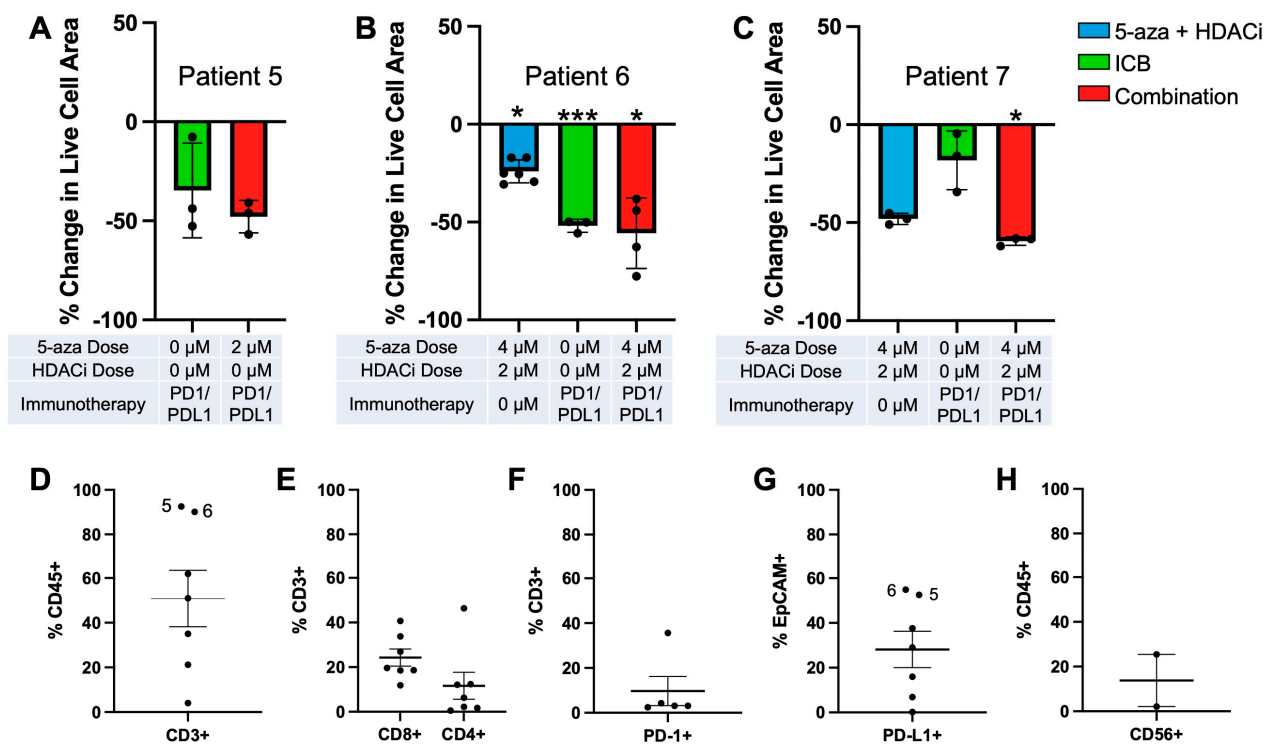 A
% Change in Live Cell Area
50
0
-50
-100
Patient 5
5-aza Dose 0 µM 2 µM
HDACi Dose 0 µM 0 µM
Immunotherapy PD1/ PD1/
PDL1 PDL1
B
% Change in Live Cell Area
50
0
-50
-100
Patient 6
* *** *
5-aza Dose 4 µM 0 µM 4 µM
HDACi Dose 2 µM 0 µM 2 µM
Immunotherapy 0 µM PD1/ PD1/
PDL1 PDL1
C
% Change in Live Cell Area
50
0
-50
-100
Patient 7
*
5-aza Dose 4 µM 0 µM 4 µM
HDACi Dose 2 µM 0 µM 2 µM
Immunotherapy 0 µM PD1/ PD1/
PDL1 PDL1
5-aza + HDACi
ICB
Combination
D
% CD45+
100
80
60
40
20
0
5 6
CD3+
E
% CD3+
100
80
60
40
20
0
CD8+ CD4+
F
% CD3+
100
80
60
40
20
0
PD-1+
G
% EpCAM+
100
80
60
40
20
0
6 5
PD-L1+
H
% CD45+
100
80
60
40
20
0
CD56+